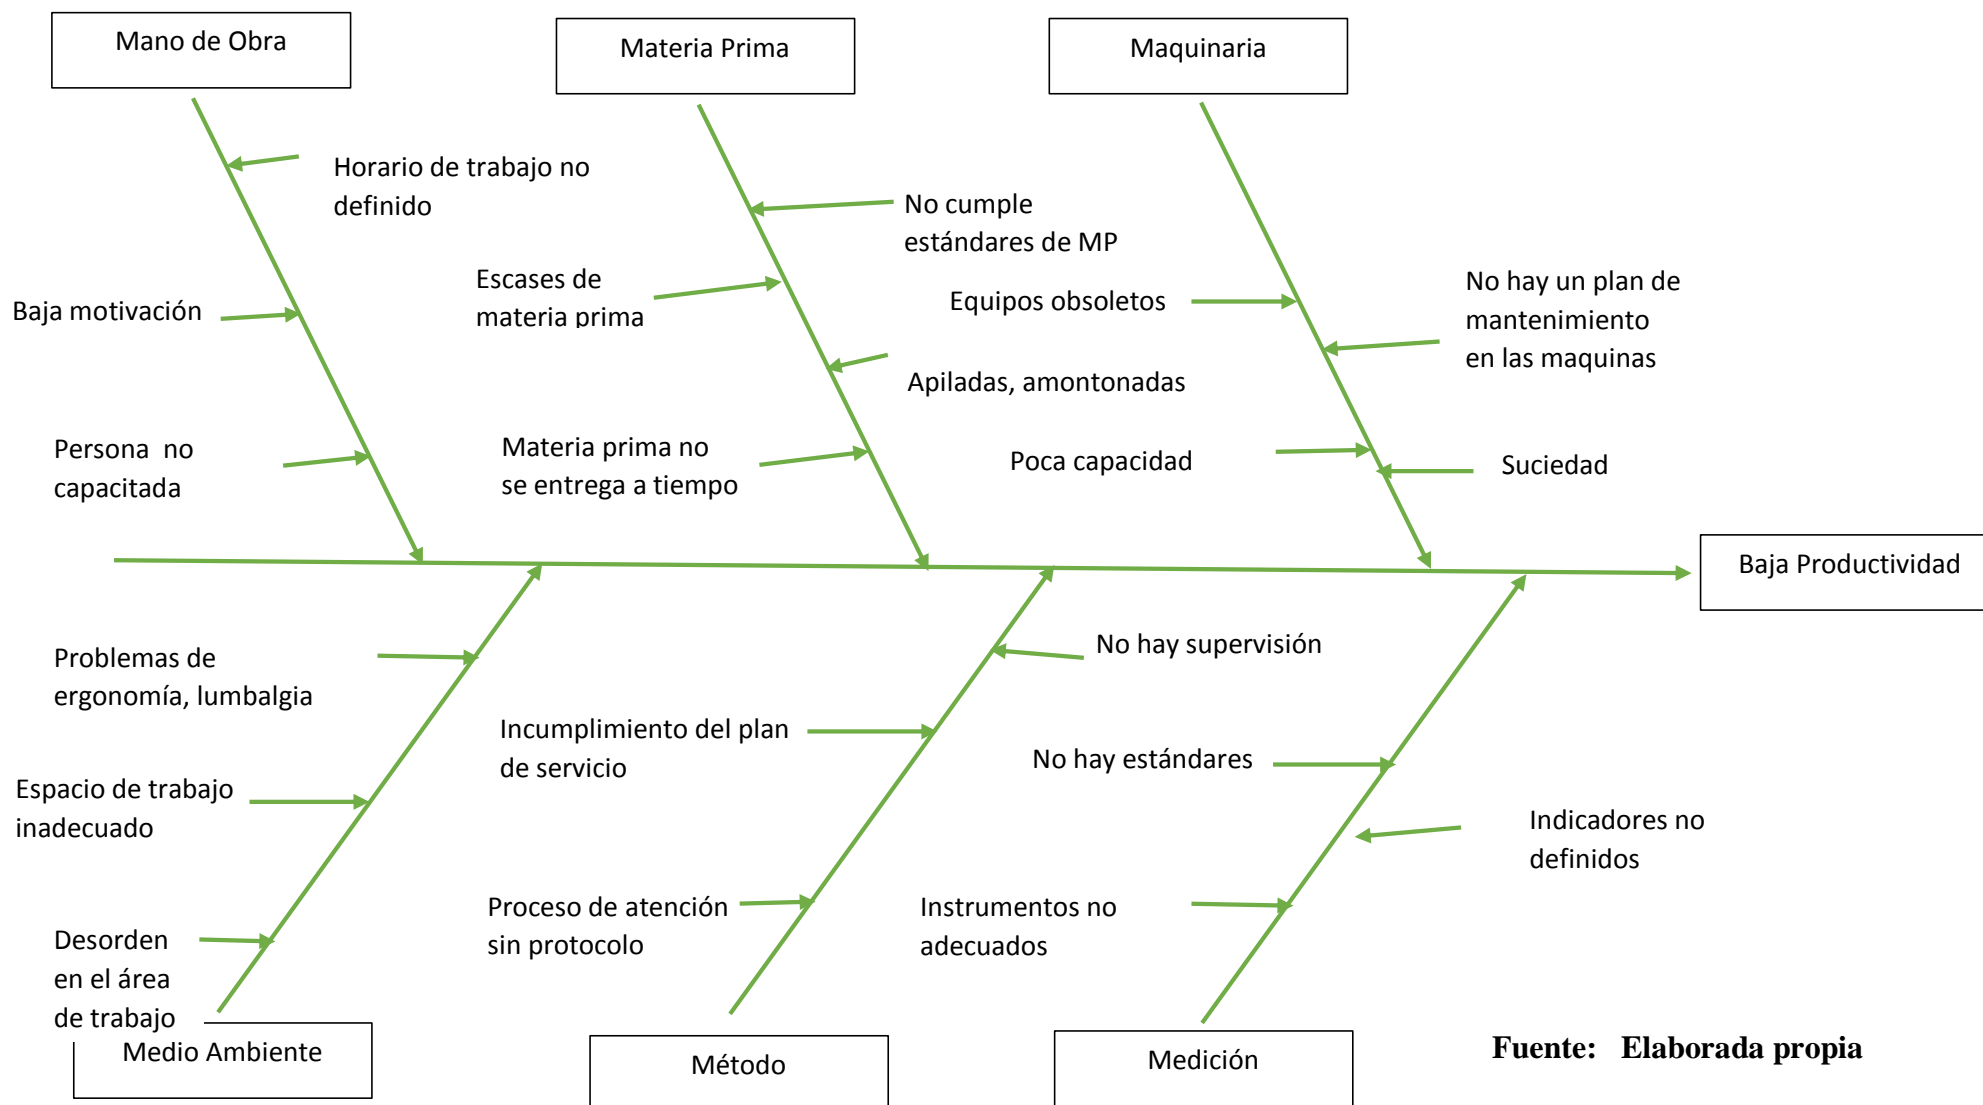 Mano de Obra
Materia Prima
Maquinaria
Horario de trabajo no
definido
Baja motivación
Persona  no
capacitada
No cumple
estándares de MP
Escases de
materia prima
Apiladas, amontonadas
Materia prima no
se entrega a tiempo
Equipos obsoletos
No hay un plan de
mantenimiento
en las maquinas
Poca capacidad
Suciedad
Baja Productividad
Problemas de
ergonomía, lumbalgia
Espacio de trabajo
inadecuado
Desorden
en el área
de trabajo
No hay supervisión
Incumplimiento del plan
de servicio
Proceso de atención
sin protocolo
No hay estándares
Indicadores no
definidos
Instrumentos no
adecuados
Medio Ambiente
Método
Medición
Fuente:   Elaborada propia